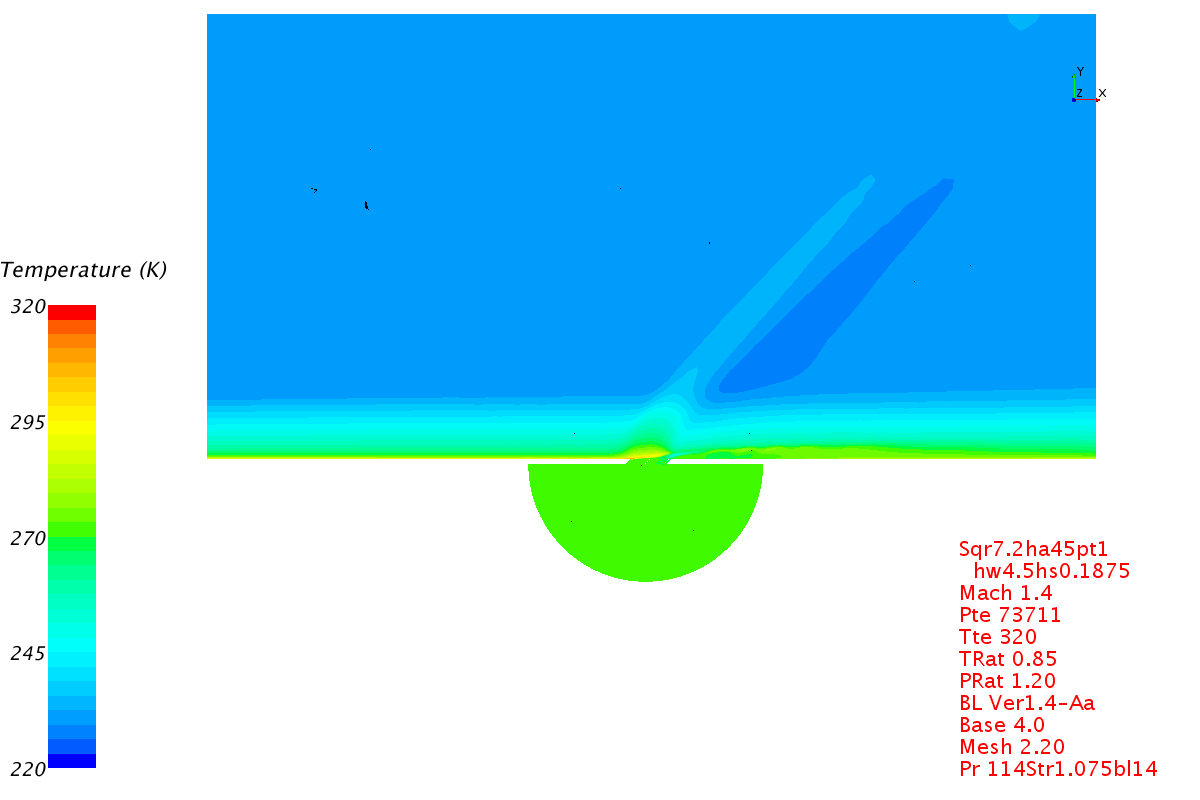 Y
Z X
Temperature (K)
320
295
270
245
220
Sqr7.2ha45pt1
hw4.5hs0.1875
Mach 1.4
Pte 73711
Tte 320
TRat 0.85
PRat 1.20
BL Ver1.4-Aa
Base 4.0
Mesh 2.20
Pr 114Str1.075bl14